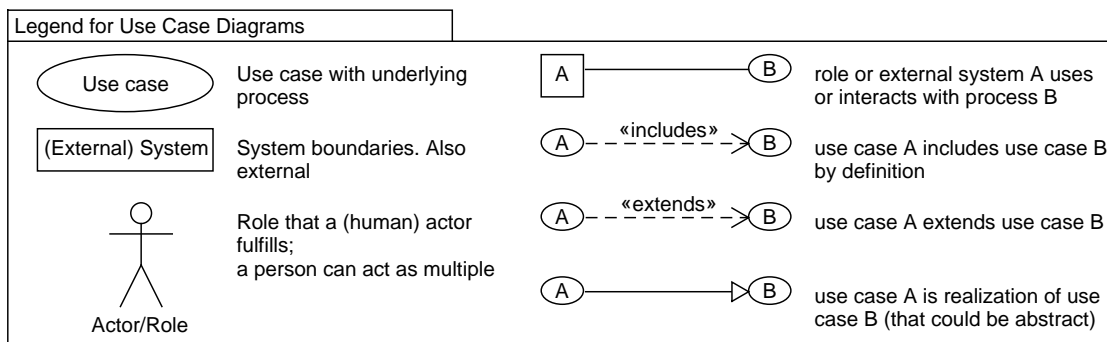 Legend for Use Case Diagrams
Use case
Use case with underlying
process
(External) System
System boundaries. Also
external
Role that a (human) actor
fulfills;
a person can act as multiple
Actor/Role
A
B
role or external system A uses
or interacts with process B
A
«includes»
B
use case A includes use case B
by definition
A
«extends»
B
use case A extends use case B
A
B
use case A is realization of use
case B (that could be abstract)